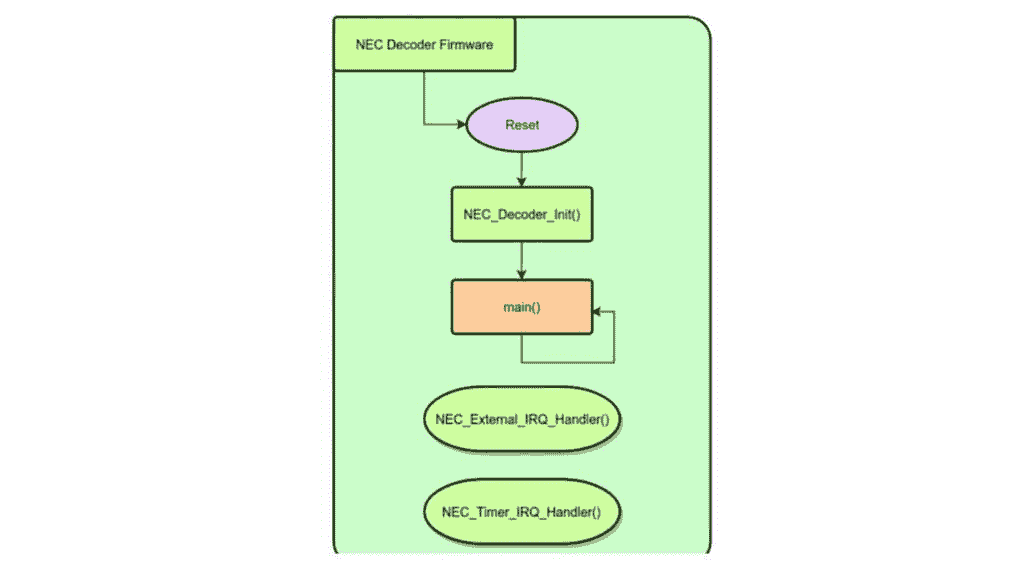 NEC Decoder Firmware
Reset
NEC_Decoder_Init()
main()
NEC_External_IRQ_Handler()
NEC_Timer_IRQ_Handler()